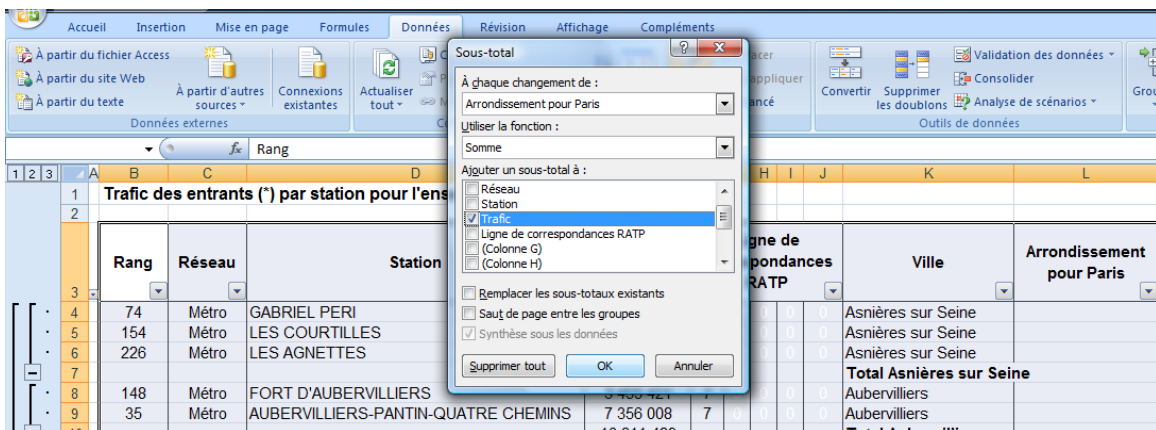 Accueil Insertion Mise en page Formules Données Révision Affichage Compléments
À partir du fichier Access
À partir du site Web
À partir du texte
À partir d'autres sources
Connexions existantes
Données externes
Actualiser tout
Convertir
Supprimer les doublons
Validation des données
Consolider
Analyse de scénarios
Outils de données
Sous-total
À chaque changement de :
Arrondissement pour Paris
Utiliser la fonction :
Somme
Ajouter un sous-total à :
Réseau
Station
Trafic
Ligne de correspondances RATP
(Colonne G)
(Colonne H)
Remplacer les sous-totaux existants
Saut de page entre les groupes
Synthèse sous les données
Supprimer tout OK Annuler
fx Rang
1 2 3 A B C D H I J K L
1 Trafic des entrants (*) par station pour l'ens
2
3 Rang Réseau Station Ville Arrondissement pour Paris
4 74 Métro GABRIEL PERI Asnières sur Seine
5 154 Métro LES COURTILLES Asnières sur Seine
6 226 Métro LES AGNETTES Asnières sur Seine
7 Total Asnières sur Seine
8 148 Métro FORT D'AUBERVILLIERS 7 Aubervilliers
9 35 Métro AUBERVILLIERS-PANTIN-QUATRE CHEMINS 7 356 008 7 Aubervilliers